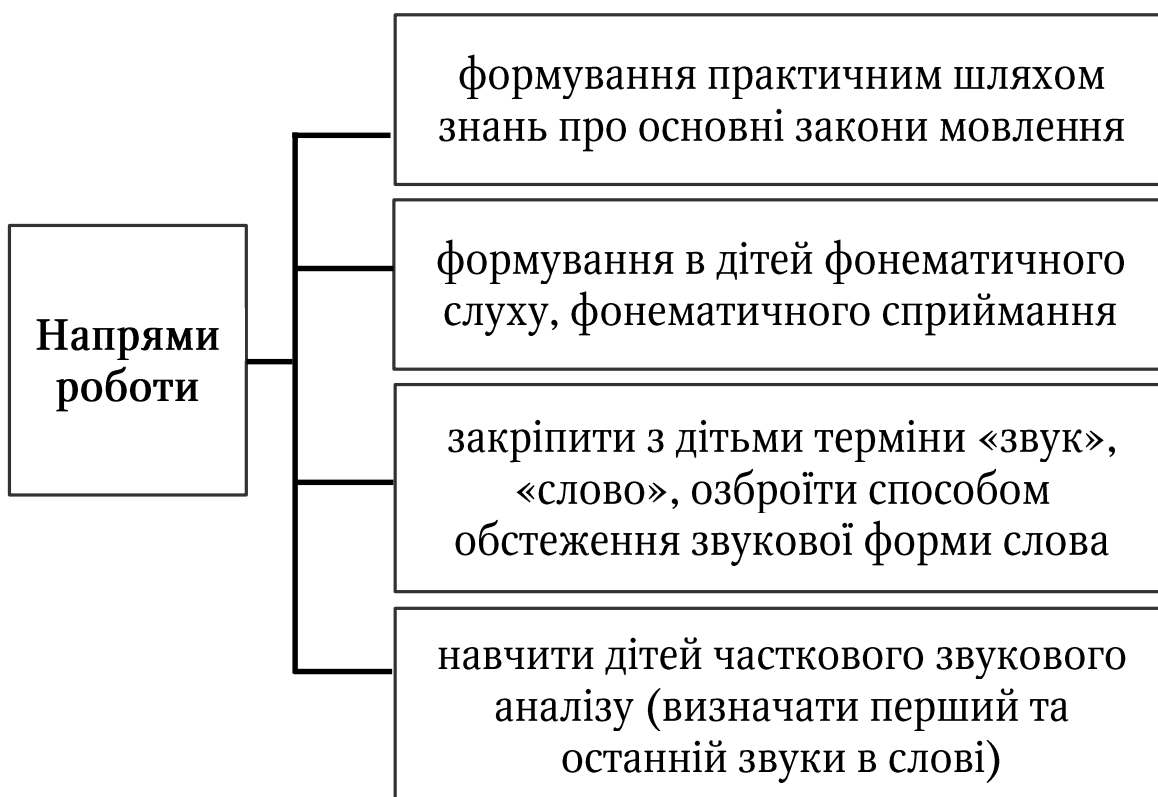 Напрями
роботи
формування практичним шляхом
знань про основні закони мовлення
формування в дітей фонематичного
слуху, фонематичного сприймання
закріпити з дітьми терміни «звук»,
«слово», озброїти способом
обстеження звукової форми слова
навчити дітей часткового звукового
аналізу (визначати перший та
останній звуки в слові)